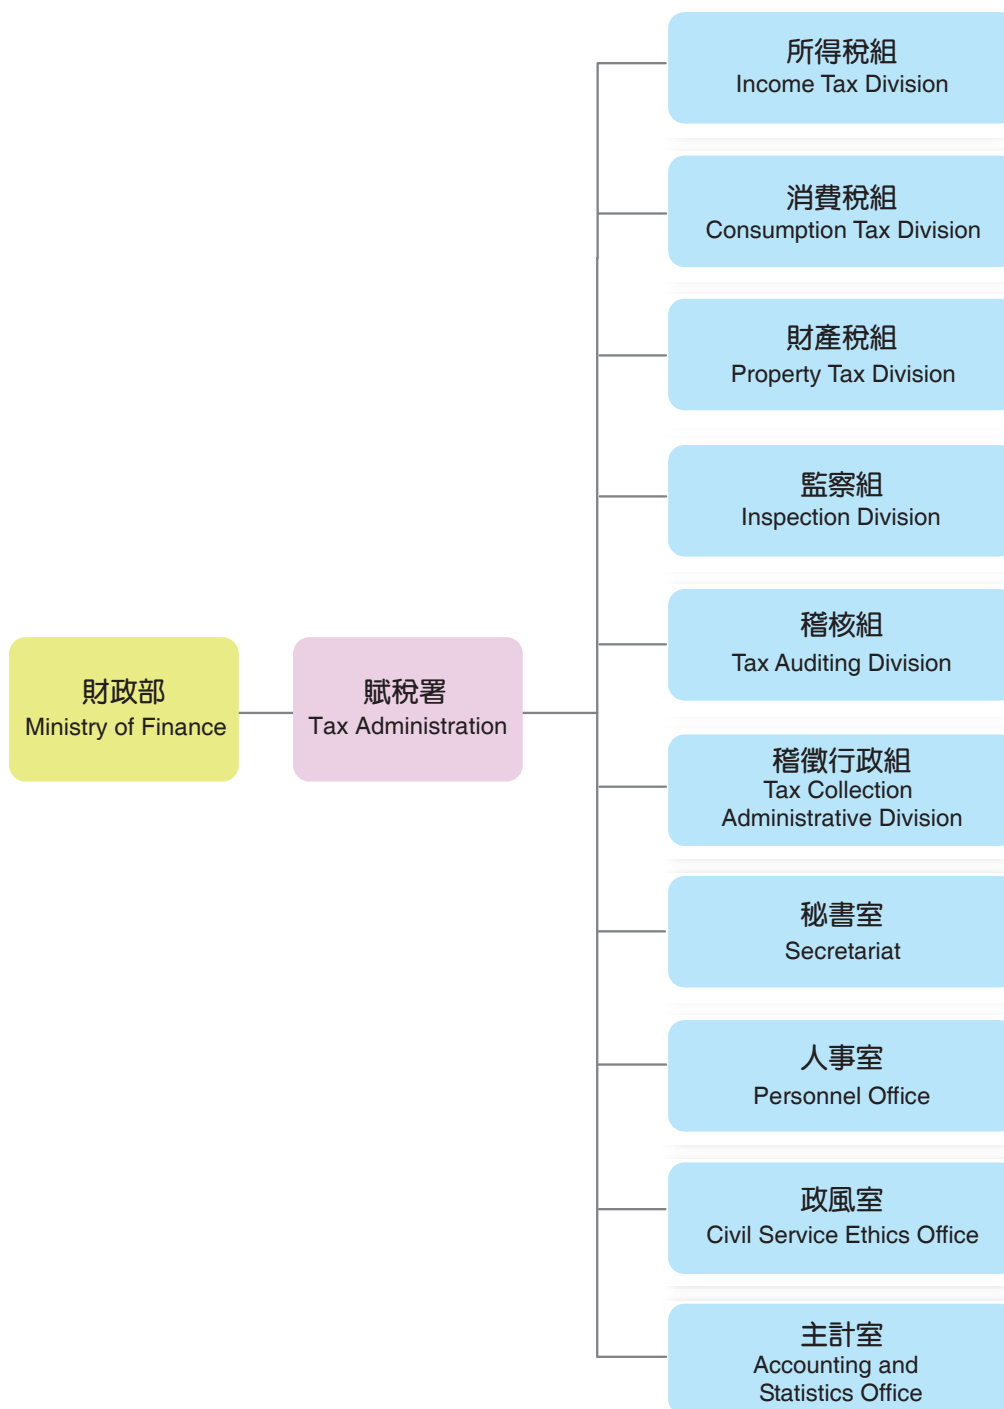 財政部
Ministry of Finance
賦稅署
Tax Administration
所得稅組
Income Tax Division
消費稅組
Consumption Tax Division
財產稅組
Property Tax Division
監察組
Inspection Division
稽核組
Tax Auditing Division
稽徵行政組
Tax Collection
Administrative Division
秘書室
Secretariat
人事室
Personnel Office
政風室
Civil Service Ethics Office
主計室
Accounting and
Statistics Office